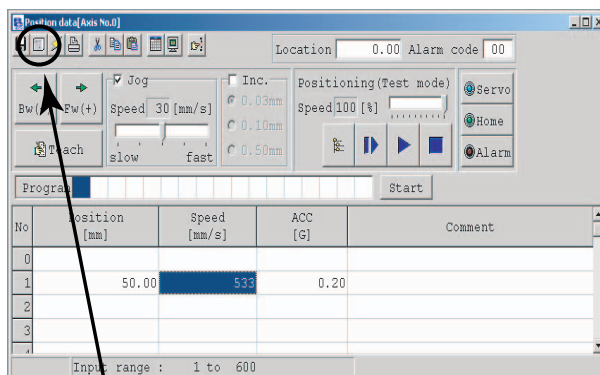 Position data[Axis No.0]
Location 0.00 Alarm code 00
Jog
Inc.
Positioning(Test mode)
Servo
Bw(-) Fw(+)
Speed 30 [mm/s]
0.03mm
Speed 100 [%]
0.10mm
Home
Teach
slow fast
0.50mm
Alarm
Program
Start
No Position [mm] Speed [mm/s] ACC [G] Comment
0
1 50.00 533 0.20
2
3
4
Input range : 1 to 600